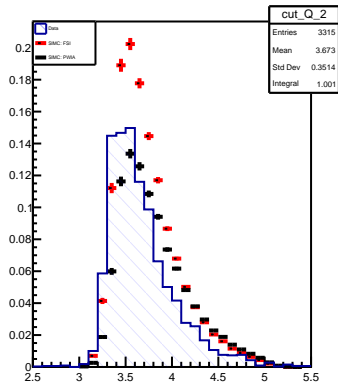 cut_Q_2
Entries 3315
Mean 3.673
Std Dev 0.3514
Integral 1.001
Data
SIMC: FSI
SIMC: PWIA
0.2
0.18
0.16
0.14
0.12
0.1
0.08
0.06
0.04
0.02
0
2.5 3 3.5 4 4.5 5 5.5